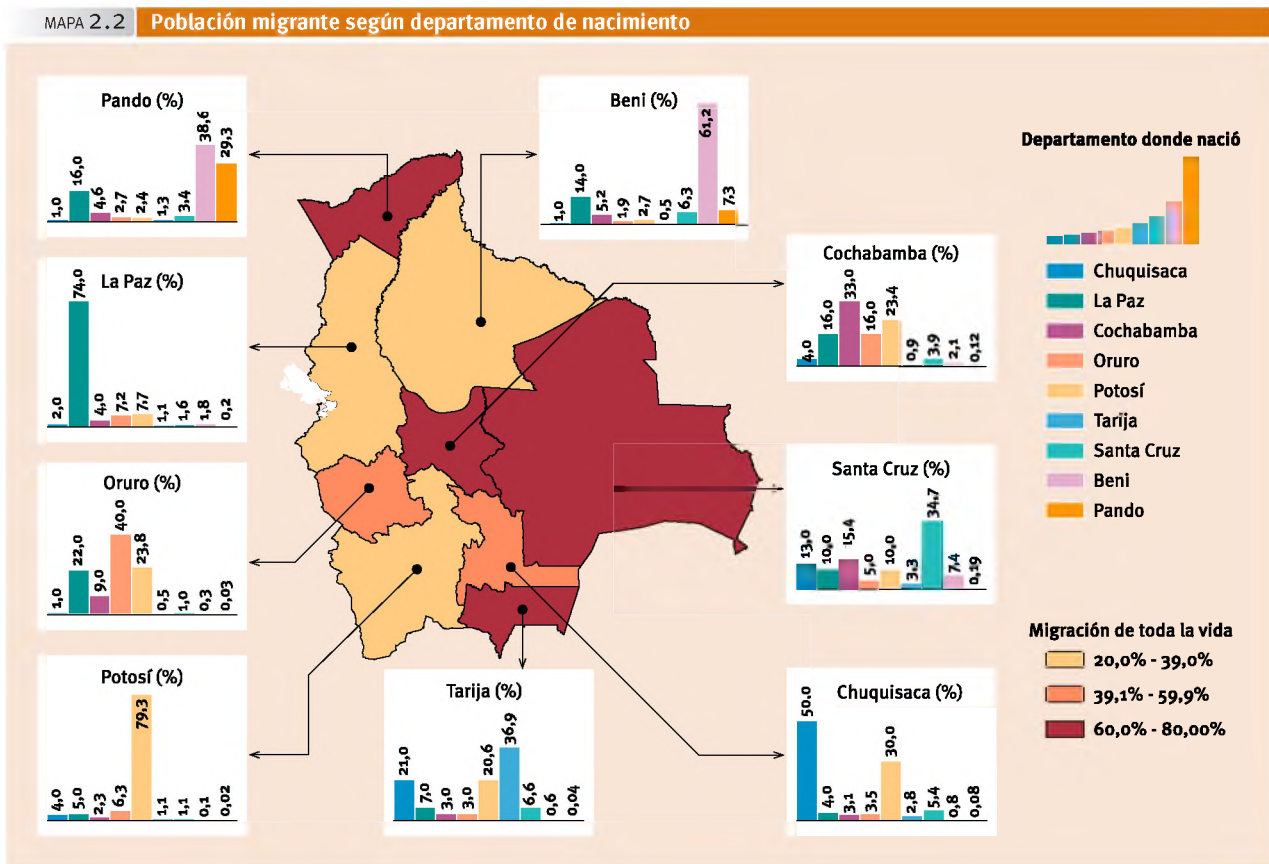 MAPA 2.2 Población migrante según departamento de nacimiento
Pando (%)
1,0 16,0 4,6 2,7 2,4 1,3 3,4 38,6 29,3
Beni (%)
1,0 14,0 5,2 1,9 2,7 0,5 6,3 61,2 7,3
Departamento donde nació
Chuquisaca
La Paz
Cochabamba
Oruro
Potosí
Tarija
Santa Cruz
Beni
Pando
La Paz (%)
2,0 74,0 4,0 7,2 7,7 1,1 1,6 1,8 0,2
Cochabamba (%)
4,0 16,0 33,0 16,0 23,4 0,9 3,9 2,1 0,12
Oruro (%)
1,0 22,0 9,0 40,0 23,8 0,5 1,0 0,3 0,03
Santa Cruz (%)
13,0 10,0 15,4 5,0 10,0 3,3 34,7 7,4 0,19
Migración de toda la vida
20,0% - 39,0%
39,1% - 59,9%
60,0% - 80,00%
Potosí (%)
4,0 5,0 2,3 6,3 79,3 1,1 1,1 0,1 0,02
Tarija (%)
21,0 7,0 3,0 3,0 20,6 36,9 6,6 0,6 0,04
Chuquisaca (%)
50.0 4,0 3,1 3,5 30,0 2,8 5,4 0,8 0,08